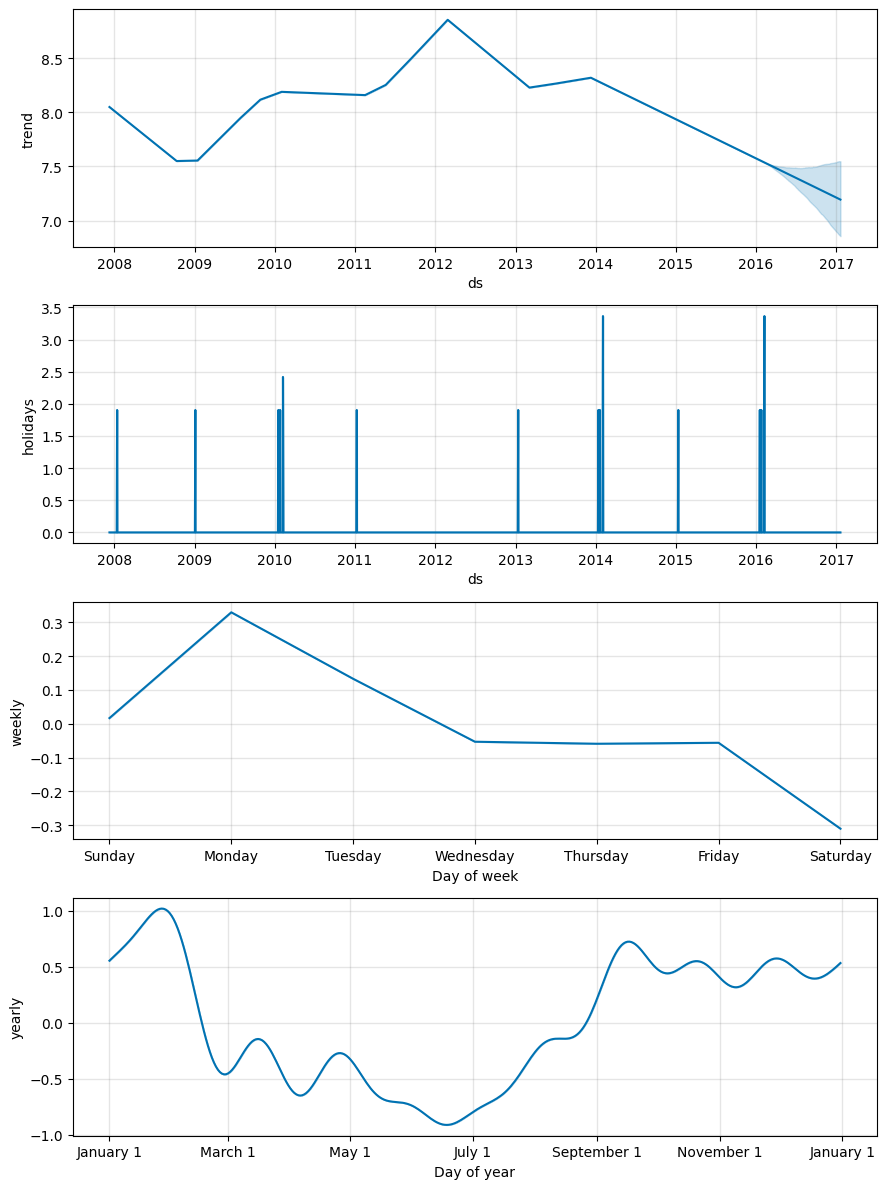 8.5
8.0
7.5
7.0
trend
2008 2009 2010 2011 2012 2013 2014 2015 2016 2017
ds
3.5
3.0
2.5
2.0
1.5
1.0
0.5
0.0
holidays
2008 2009 2010 2011 2012 2013 2014 2015 2016 2017
ds
0.3
0.2
0.1
0.0
−0.1
−0.2
−0.3
weekly
Sunday Monday Tuesday Wednesday Thursday Friday Saturday
Day of week
1.0
0.5
0.0
−0.5
−1.0
yearly
January 1 March 1 May 1 July 1 September 1 November 1 January 1
Day of year